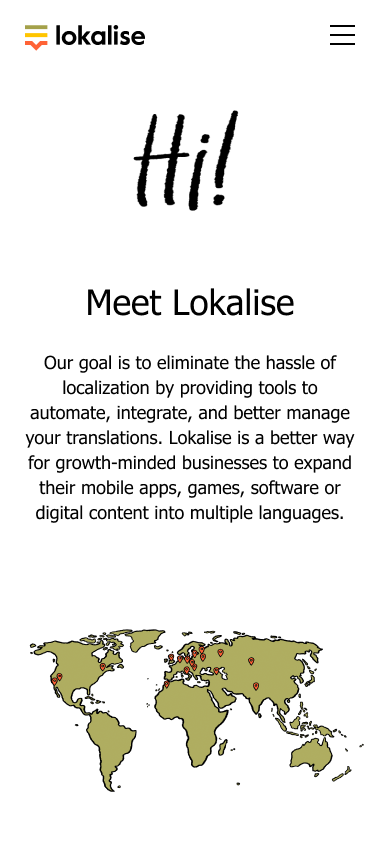 lokalise
Hi!
Meet Lokalise
Our goal is to eliminate the hassle of
localization by providing tools to
automate, integrate, and better manage
your translations. Lokalise is a better way
for growth-minded businesses to expand
their mobile apps, games, software or
digital content into multiple languages.